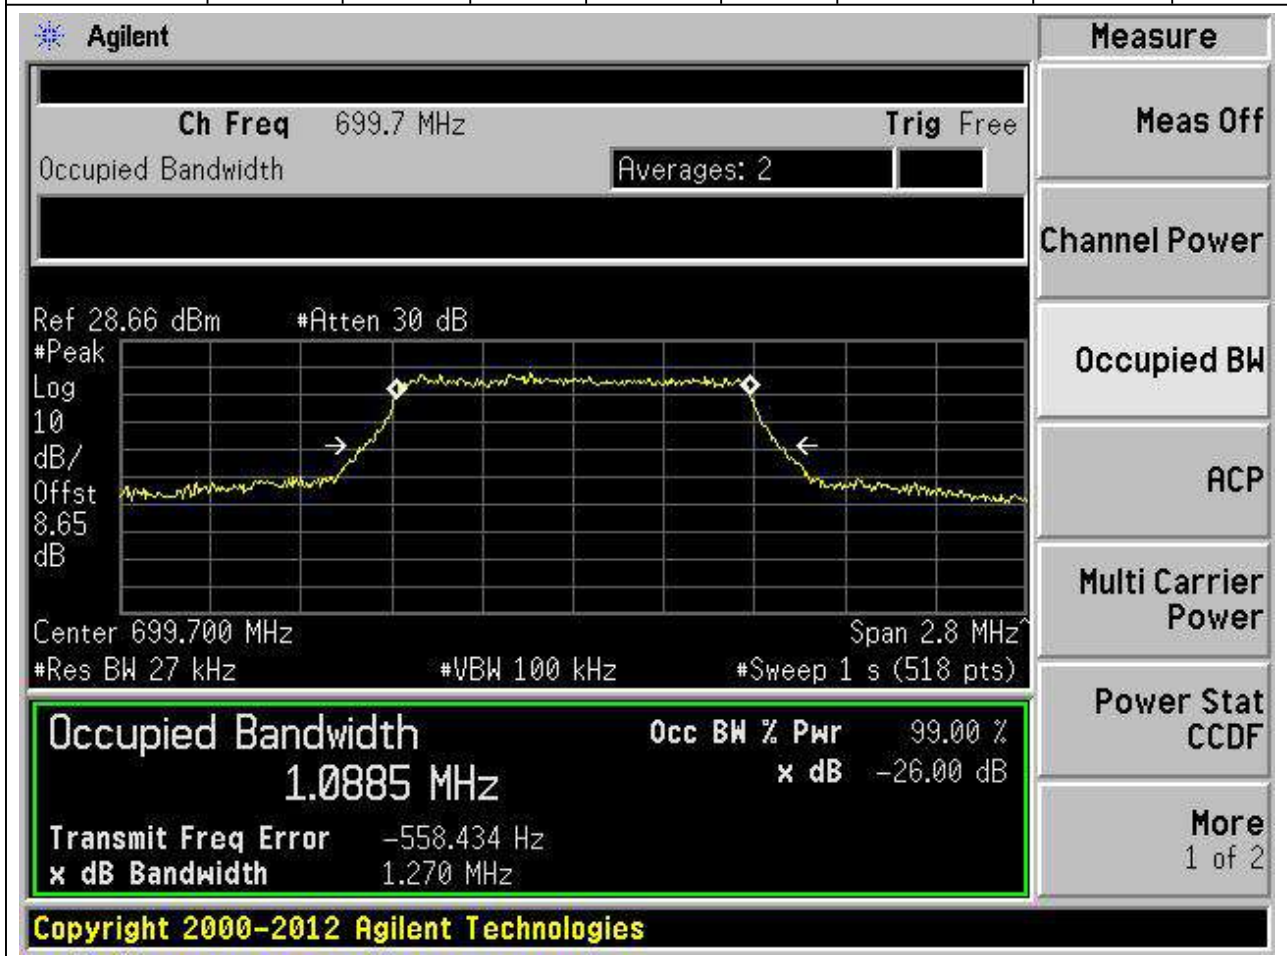 Agilent
Measure
Ch Freq 699.7 MHz Trig Free
Meas Off
Occupied Bandwidth Averages: 2
Channel Power
Ref 28.66 dBm #Atten 30 dB
#Peak
Log
10
dB/
Offst
8.65
dB
Occupied BW
ACP
Center 699.700 MHz Span 2.8 MHz^
#Res BW 27 kHz #VBW 100 kHz #Sweep 1 s (518 pts)
Multi Carrier
Power
Occupied Bandwidth Occ BW % Pwr 99.00 %
1.0885 MHz x dB -26.00 dB
Power Stat
CCDF
Transmit Freq Error -558.434 Hz
x dB Bandwidth 1.270 MHz
More
1 of 2
Copyright 2000-2012 Agilent Technologies